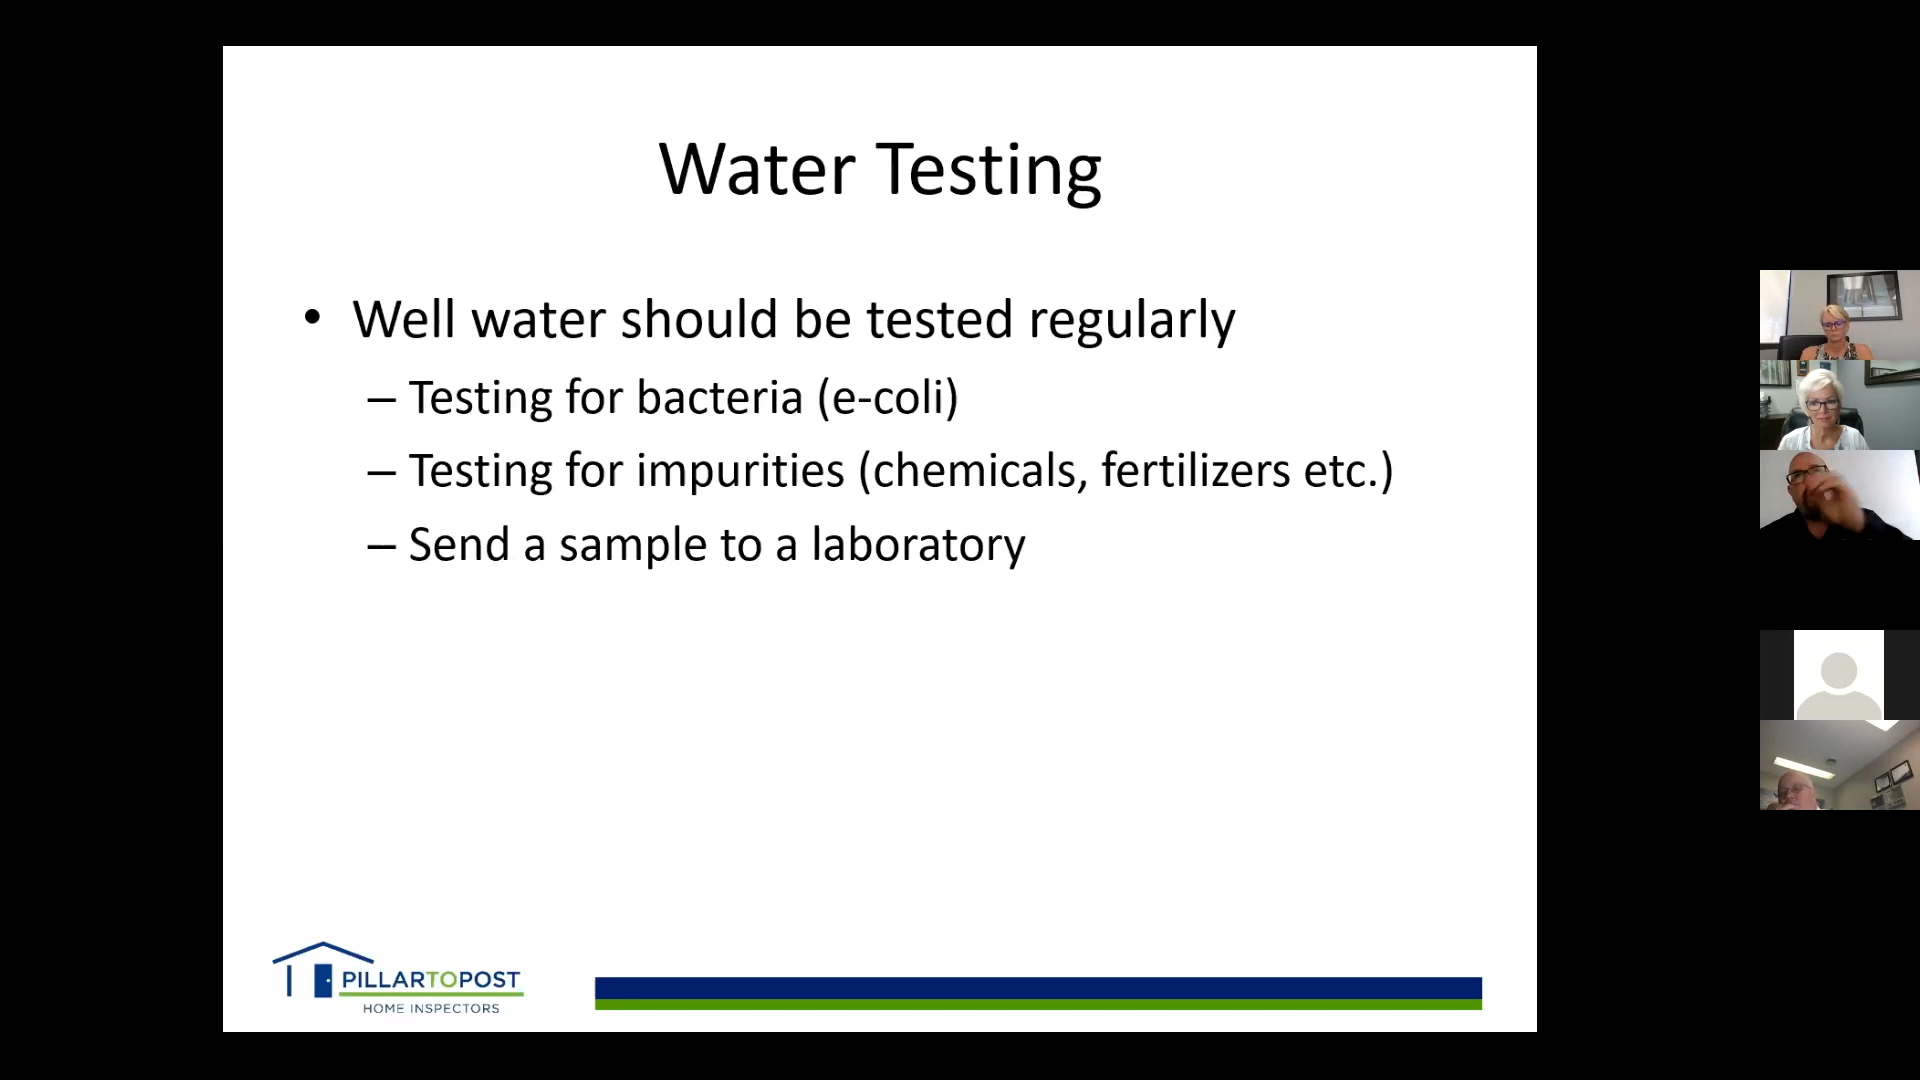 Water Testing
• Well water should be tested regularly
– Testing for bacteria (e-coli)
– Testing for impurities (chemicals, fertilizers etc.)
– Send a sample to a laboratory
PILLARTOPOST
HOME INSPECTORS